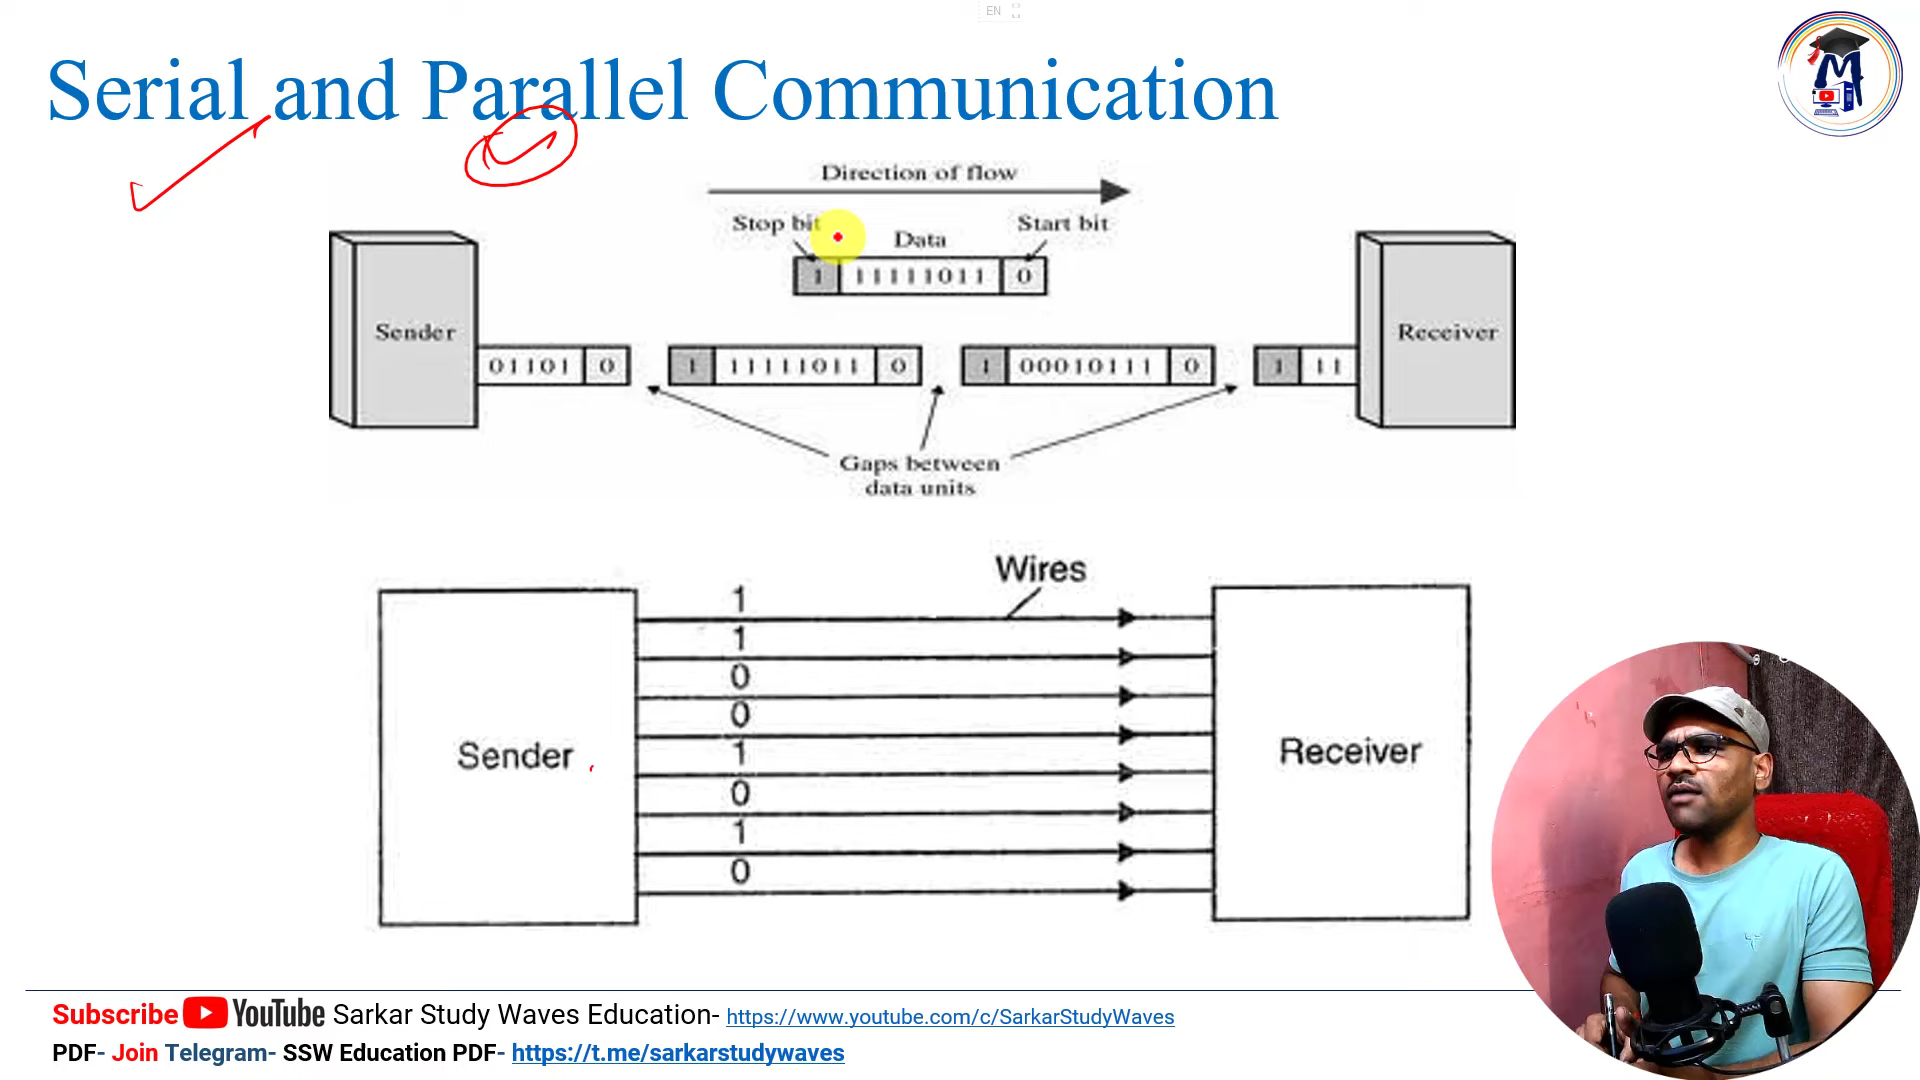 EN
Serial and Parallel Communication
Direction of flow
Stop bit Data Start bit
1 11111011 0
Sender
Receiver
01101 0 1 11111011 0 1 00010111 0 1 11
Gaps between
data units
Wires
1
1
0
0
1
0
1
0
Sender
Receiver
Subscribe YouTube Sarkar Study Waves Education- https://www.youtube.com/c/SarkarStudyWaves
PDF- Join Telegram- SSW Education PDF- https://t.me/sarkarstudywaves